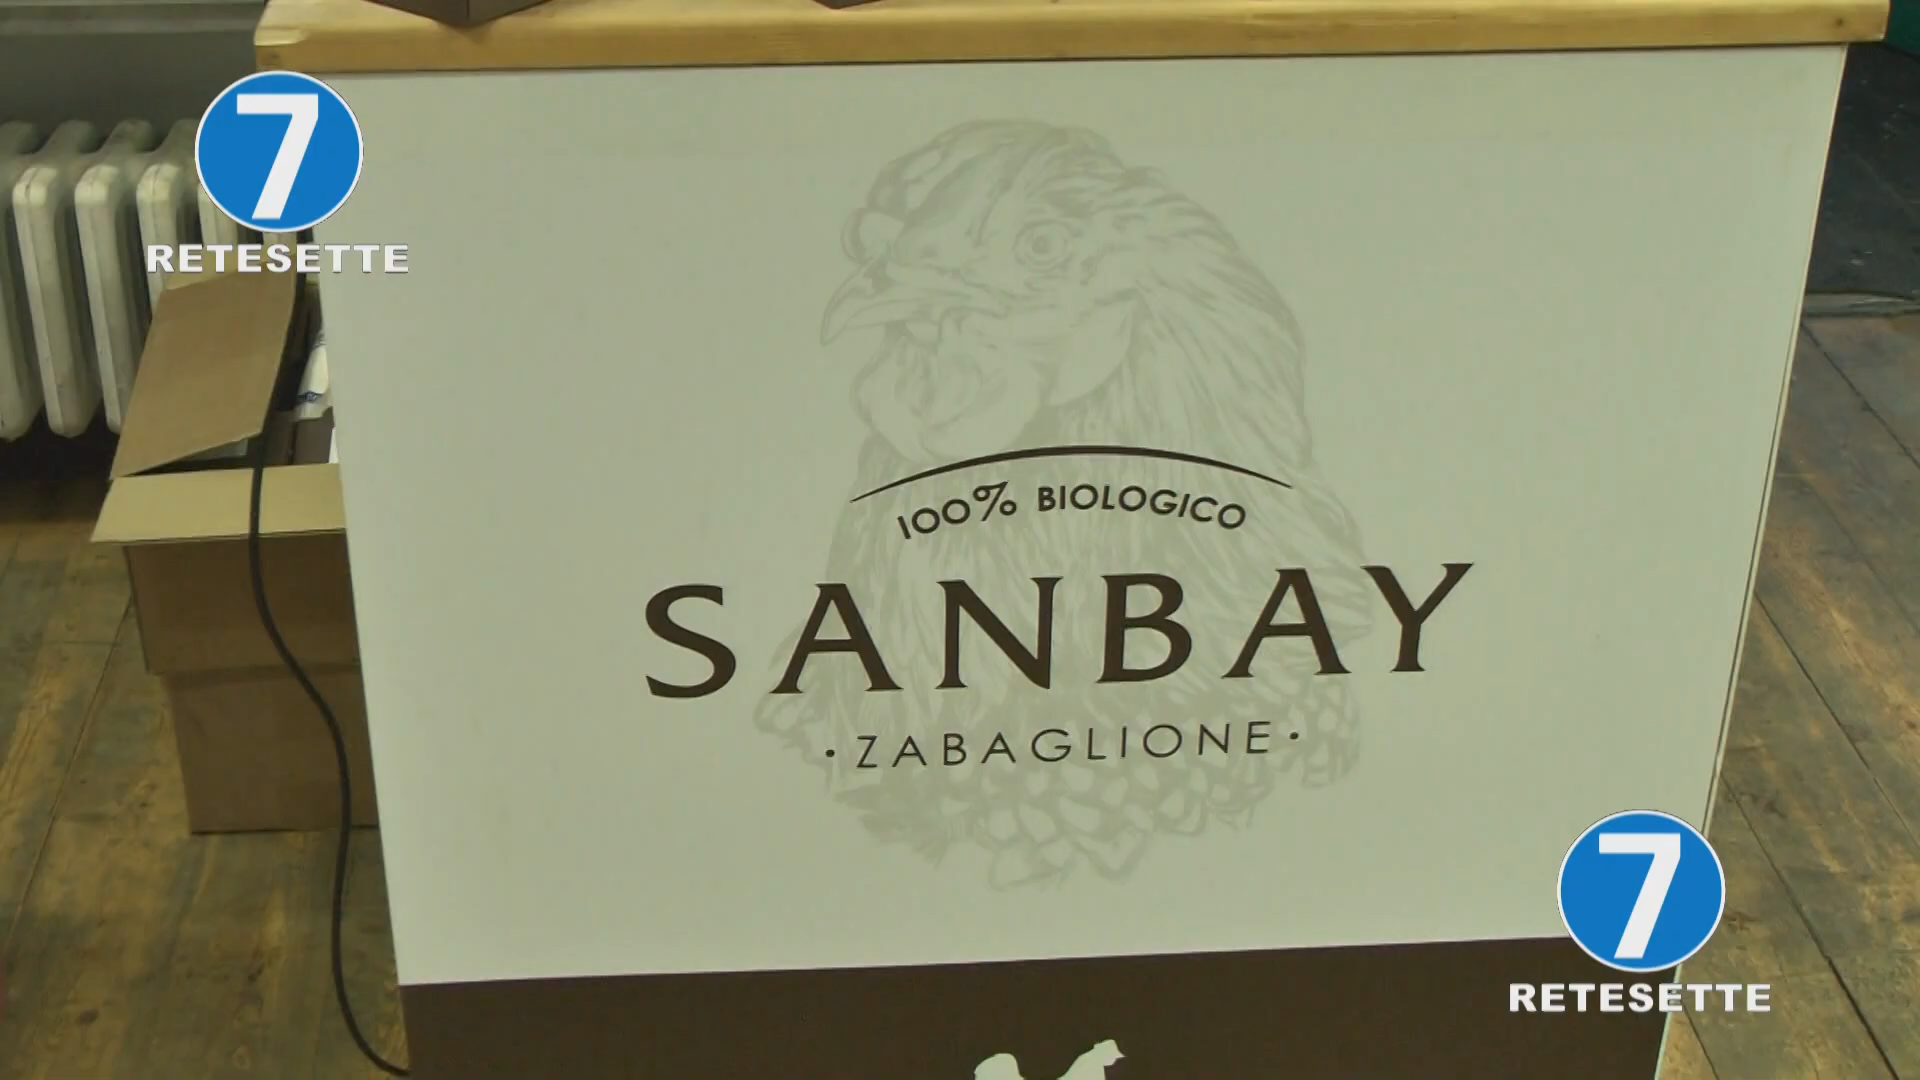 7
RETESETTE
100% BIOLOGICO
SANBAY
·ZABAGLIONE·
7
RETESETTE